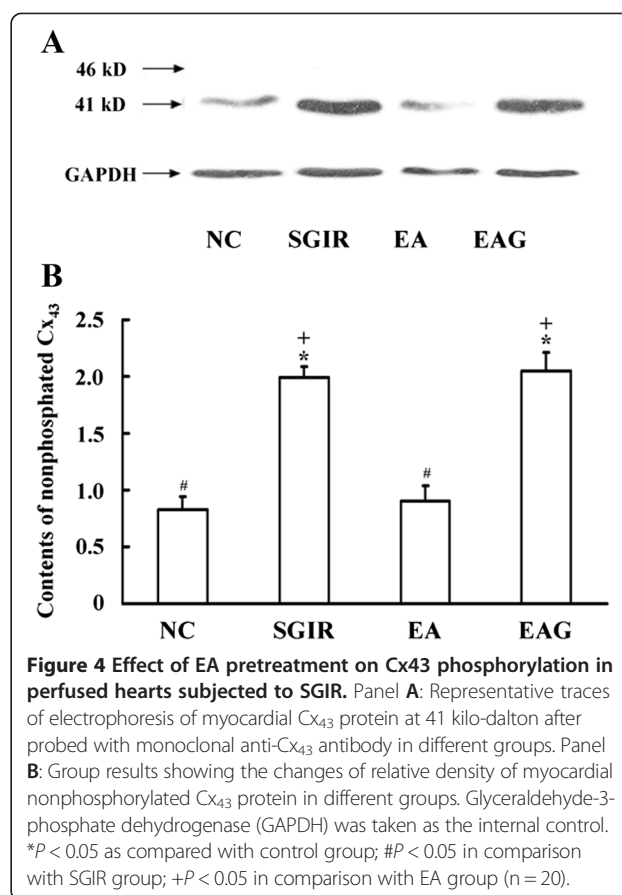 A
46 kD
41 kD
GAPDH
NC SGIR EA EAG
B
Contents of nonphosphated Cx43
2.5
2.0
1.5
1.0
0.5
0
#
+
*
#
+
*
NC SGIR EA EAG
Figure 4 Effect of EA pretreatment on Cx43 phosphorylation in
perfused hearts subjected to SGIR. Panel A: Representative traces
of electrophoresis of myocardial Cx43 protein at 41 kilo-dalton after
probed with monoclonal anti-Cx43 antibody in different groups. Panel
B: Group results showing the changes of relative density of myocardial
nonphosphorylated Cx43 protein in different groups. Glyceraldehyde-3-
phosphate dehydrogenase (GAPDH) was taken as the internal control.
*P < 0.05 as compared with control group; #P < 0.05 in comparison
with SGIR group; +P < 0.05 in comparison with EA group (n = 20).